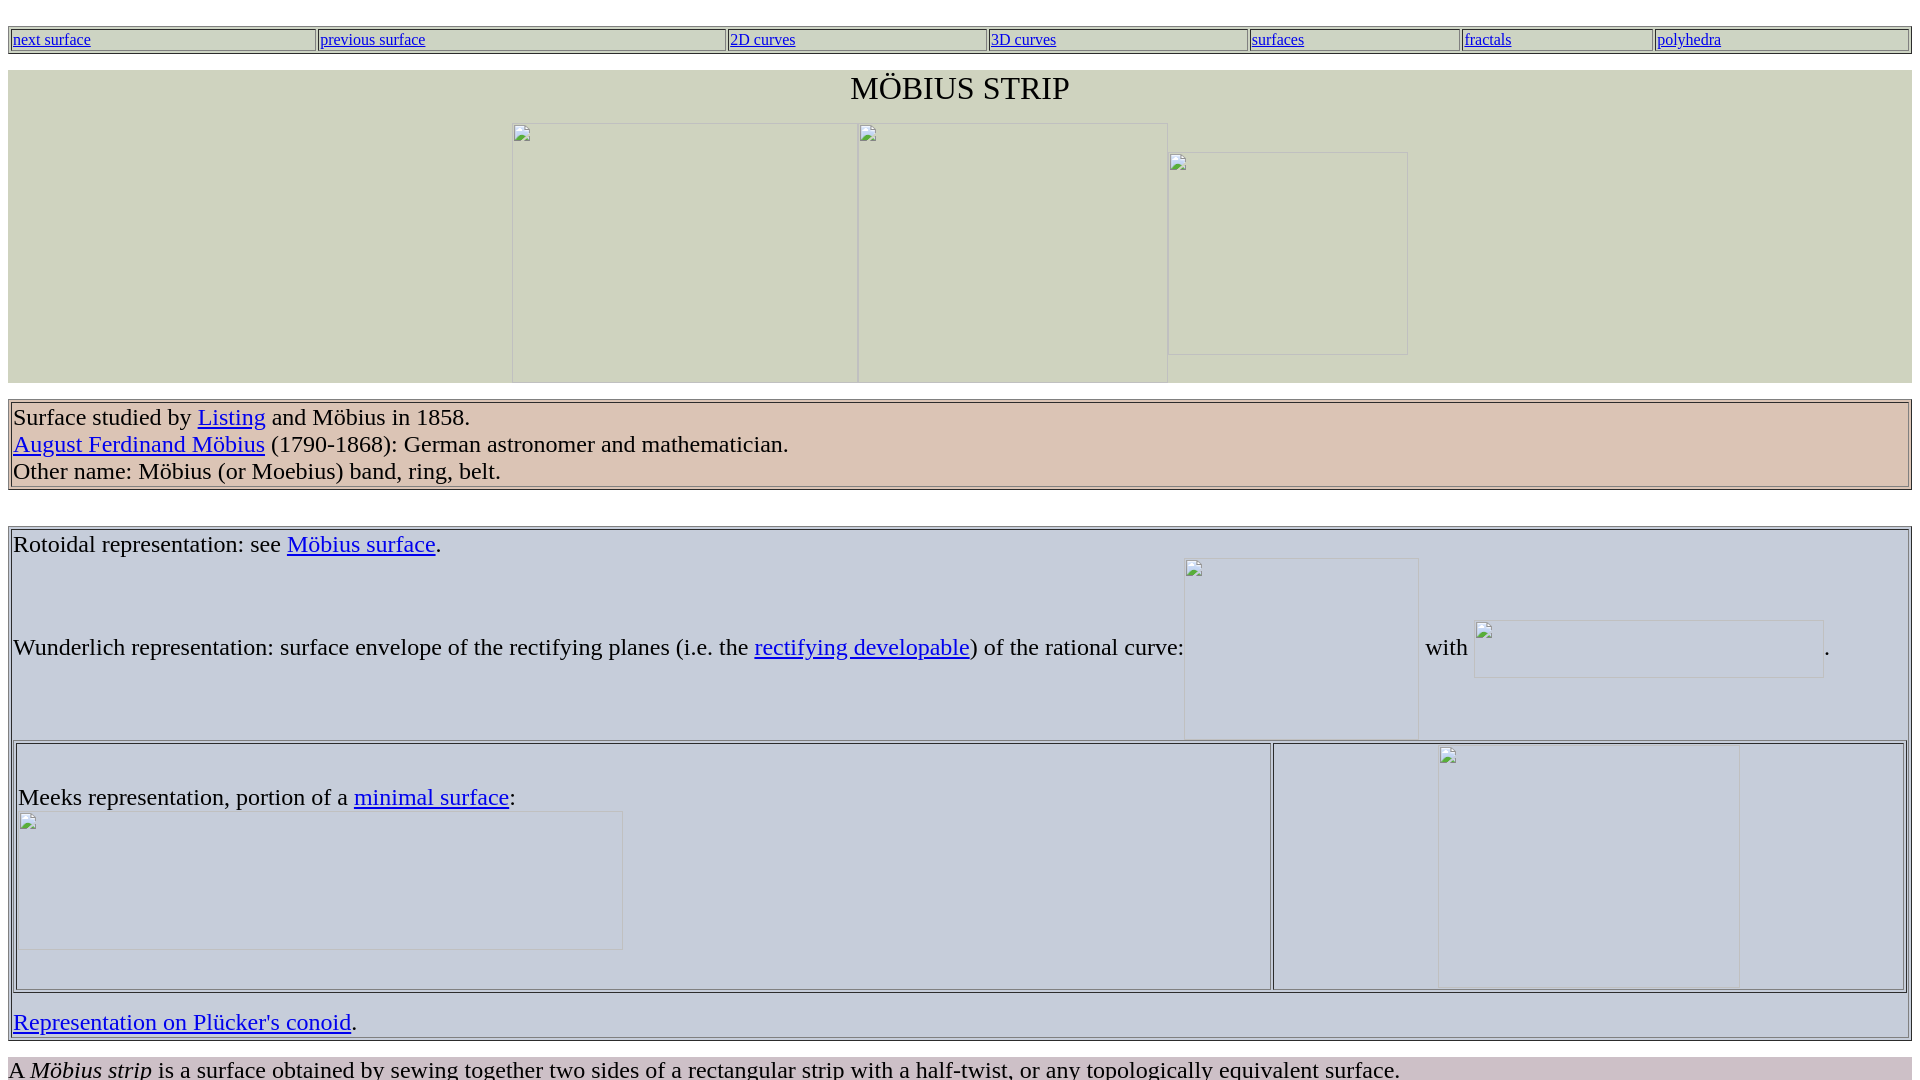 next surface previous surface 2D curves 3D curves surfaces fractals polyhedra
MÖBIUS STRIP
Surface studied by Listing and Möbius in 1858.
August Ferdinand Möbius (1790-1868): German astronomer and mathematician.
Other name: Möbius (or Moebius) band, ring, belt.
Rotoidal representation: see Möbius surface.
Wunderlich representation: surface envelope of the rectifying planes (i.e. the rectifying developable) of the rational curve: with .
Meeks representation, portion of a minimal surface:
Representation on Plücker's conoid.
A Möbius strip is a surface obtained by sewing together two sides of a rectangular strip with a half-twist, or any topologically equivalent surface.